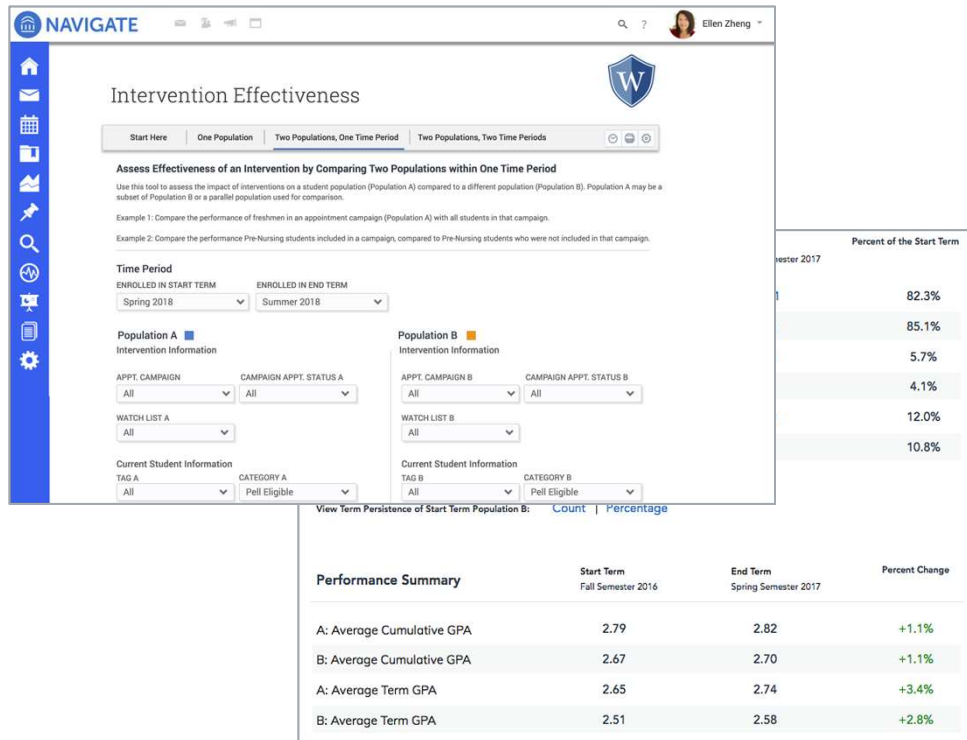 NAVIGATE
? Ellen Zheng
W
Intervention Effectiveness
Start Here One Population Two Populations, One Time Period Two Populations, Two Time Periods
Assess Effectiveness of an Intervention by Comparing Two Populations within One Time Period
Use this tool to assess the impact of interventions on a student population (Population A) compared to a different population (Population B). Population A may be a
subset of Population B or a parallel population used for comparison.
Example 1: Compare the performance of freshmen in an appointment campaign (Population A) with all students in that campaign.
Example 2: Compare the performance Pre-Nursing students included in a campaign, compared to Pre-Nursing students who were not included in that campaign.
Time Period
ENROLLED IN START TERM ENROLLED IN END TERM
Spring 2018 Summer 2018
Population A Population B
Intervention Information Intervention Information
APPT. CAMPAIGN CAMPAIGN APPT. STATUS A APPT. CAMPAIGN B CAMPAIGN APPT. STATUS B
All All All All
WATCH LIST A WATCH LIST B
All All
Current Student Information Current Student Information
TAG A CATEGORY A TAG B CATEGORY B
All Pell Eligible All Pell Eligible
Percent of the Start Term
2017
82.3%
85.1%
5.7%
4.1%
12.0%
10.8%
View Term Persistence of Start Term Population B: Count | Percentage
Performance Summary Start Term End Term Percent Change
Fall Semester 2016 Spring Semester 2017
A: Average Cumulative GPA 2.79 2.82 +1.1%
B: Average Cumulative GPA 2.67 2.70 +1.1%
A: Average Term GPA 2.65 2.74 +3.4%
B: Average Term GPA 2.51 2.58 +2.8%